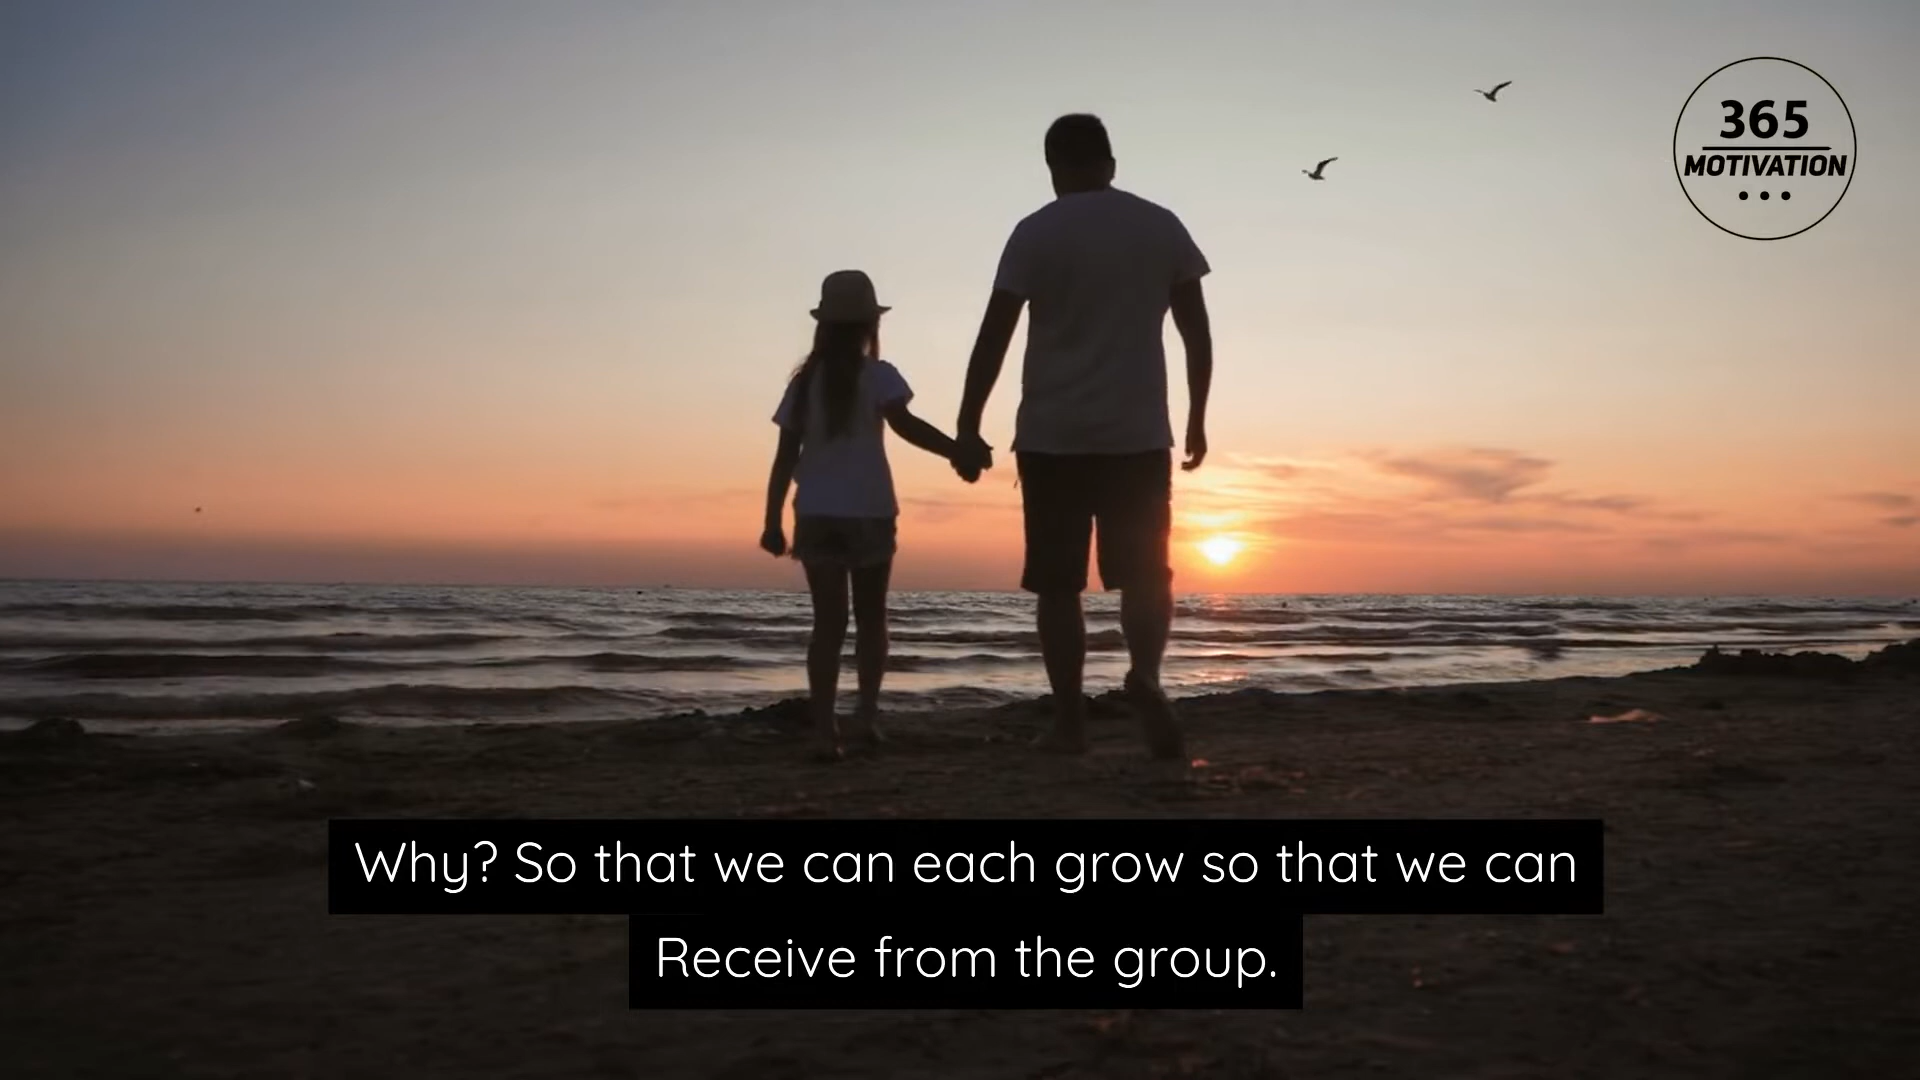 365
MOTIVATION
Why? So that we can each grow so that we can
Receive from the group.